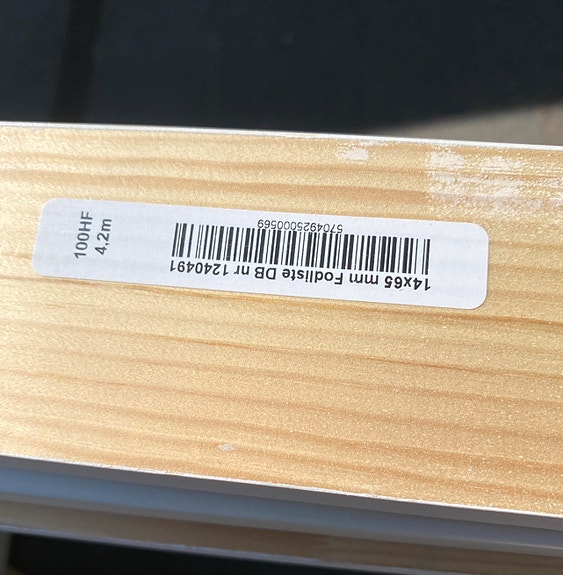 14x65 mm Fodliste DB nr 1240491
5704925000569
100HF
4.2m